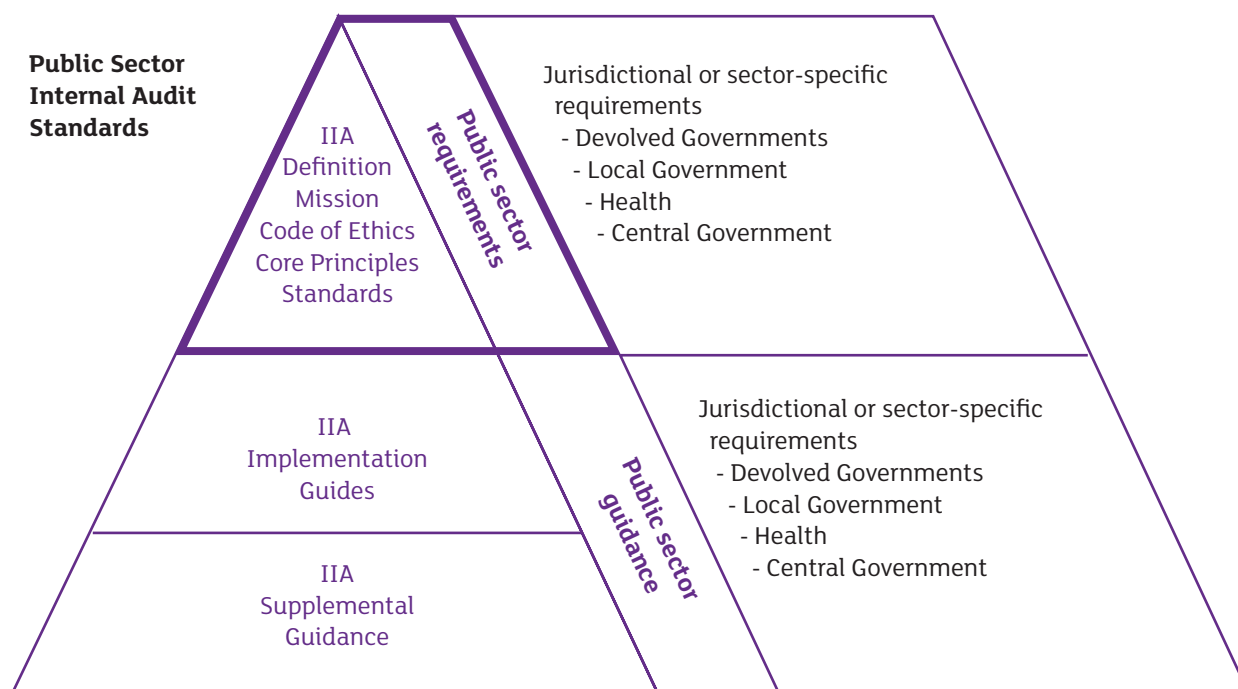 Public Sector
Internal Audit
Standards
IIA
Definition
Mission
Code of Ethics
Core Principles
Standards
Public sector
requirements
Jurisdictional or sector-specific
requirements
- Devolved Governments
- Local Government
- Health
- Central Government
IIA
Implementation
Guides
IIA
Supplemental
Guidance
Public sector
guidance
Jurisdictional or sector-specific
requirements
- Devolved Governments
- Local Government
- Health
- Central Government